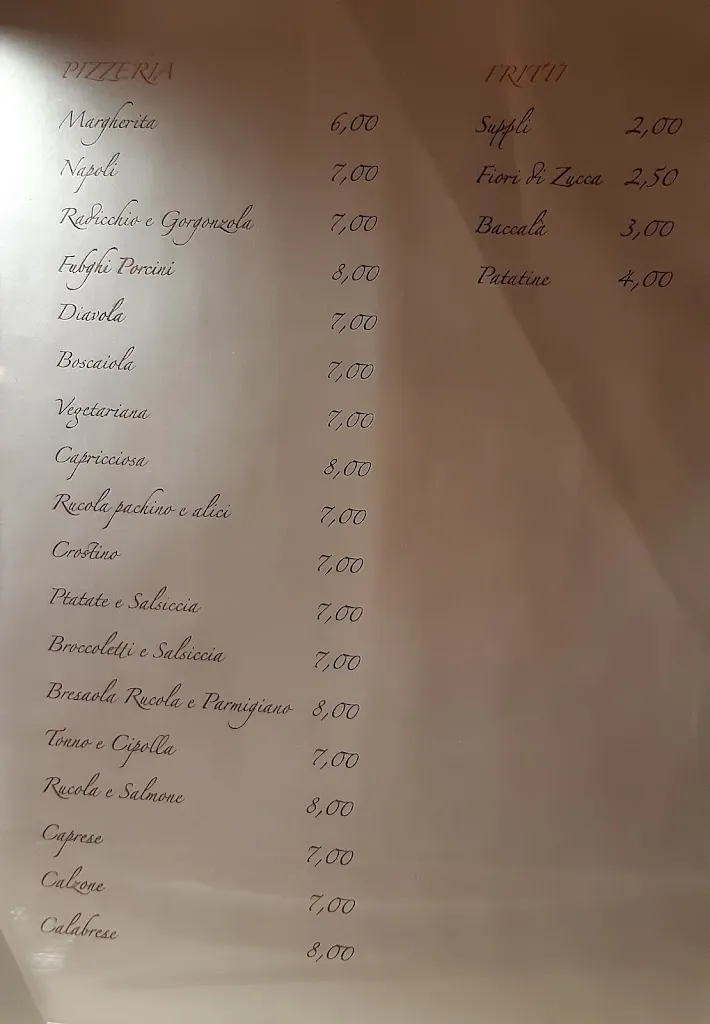 PIZZERIA
Margherita 6,00
Napoli 7,00
Radicchio e Gorgonzola 7,00
Fubghi Porcini 8,00
Diavola 7,00
Boscaiola 7,00
Vegetariana 7,00
Capricciosa 8,00
Rucola pachino e alici 7,00
Crostino 7,00
Ptatate e Salsiccia 7,00
Broccoletti e Salsiccia 7,00
Bresaola Rucola e Parmigiano 8,00
Tonno e Cipolla 7,00
Rucola e Salmone 8,00
Caprese 7,00
Calzone 7,00
Calabrese 8,00
FRITTI
Supplì 2,00
Fiori di Zucca 2,50
Baccalà 3,00
Patatine 4,00